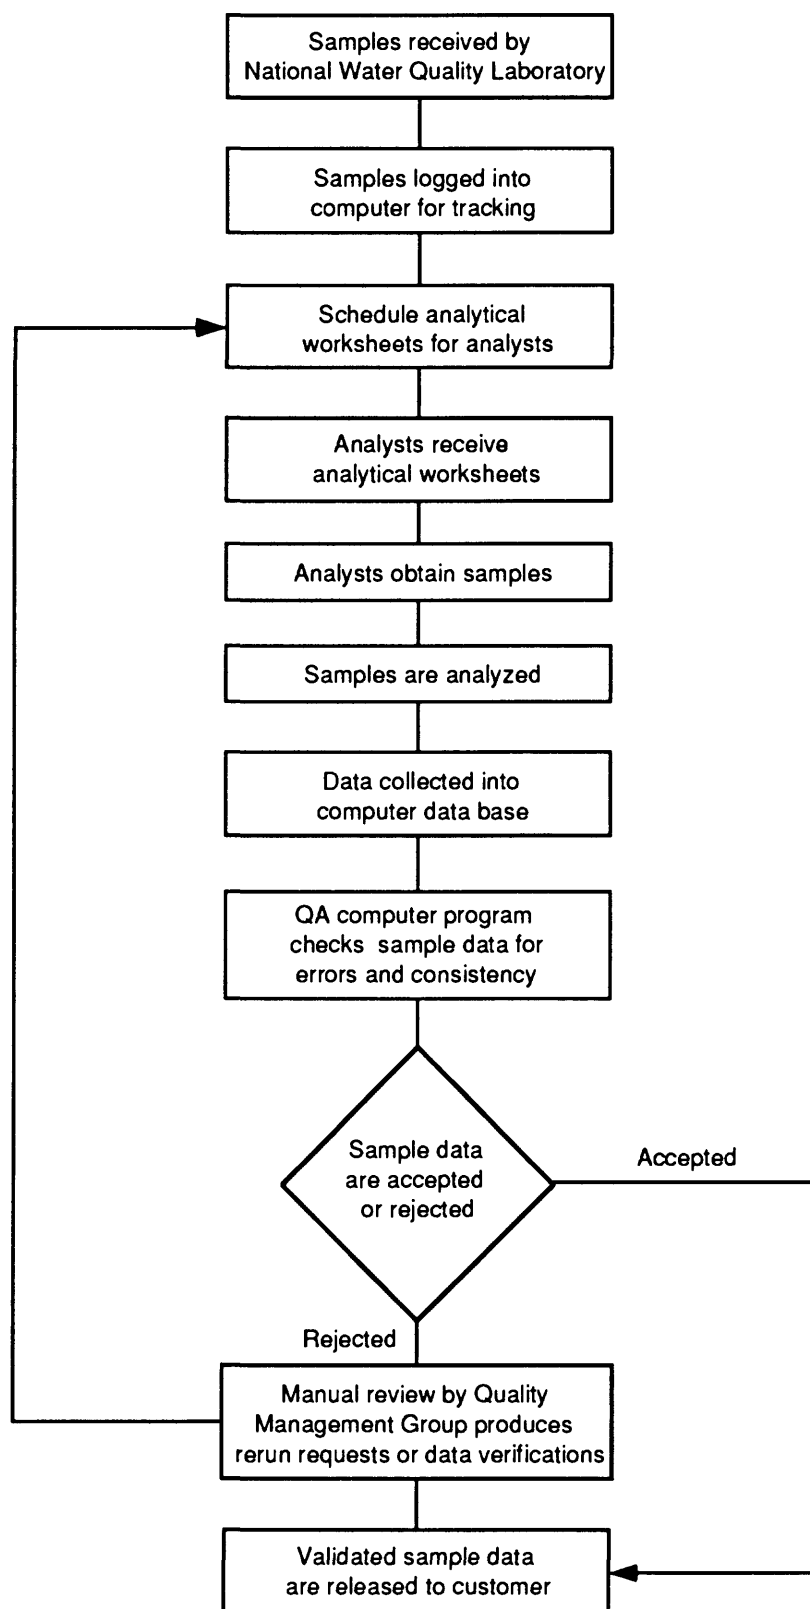 Samples received by
National Water Quality Laboratory
Samples logged into
computer for tracking
Schedule analytical
worksheets for analysts
Analysts receive
analytical worksheets
Analysts obtain samples
Samples are analyzed
Data collected into
computer data base
QA computer program
checks sample data for
errors and consistency
Sample data
are accepted
or rejected
Accepted
Rejected
Manual review by Quality
Management Group produces
rerun requests or data verifications
Validated sample data
are released to customer